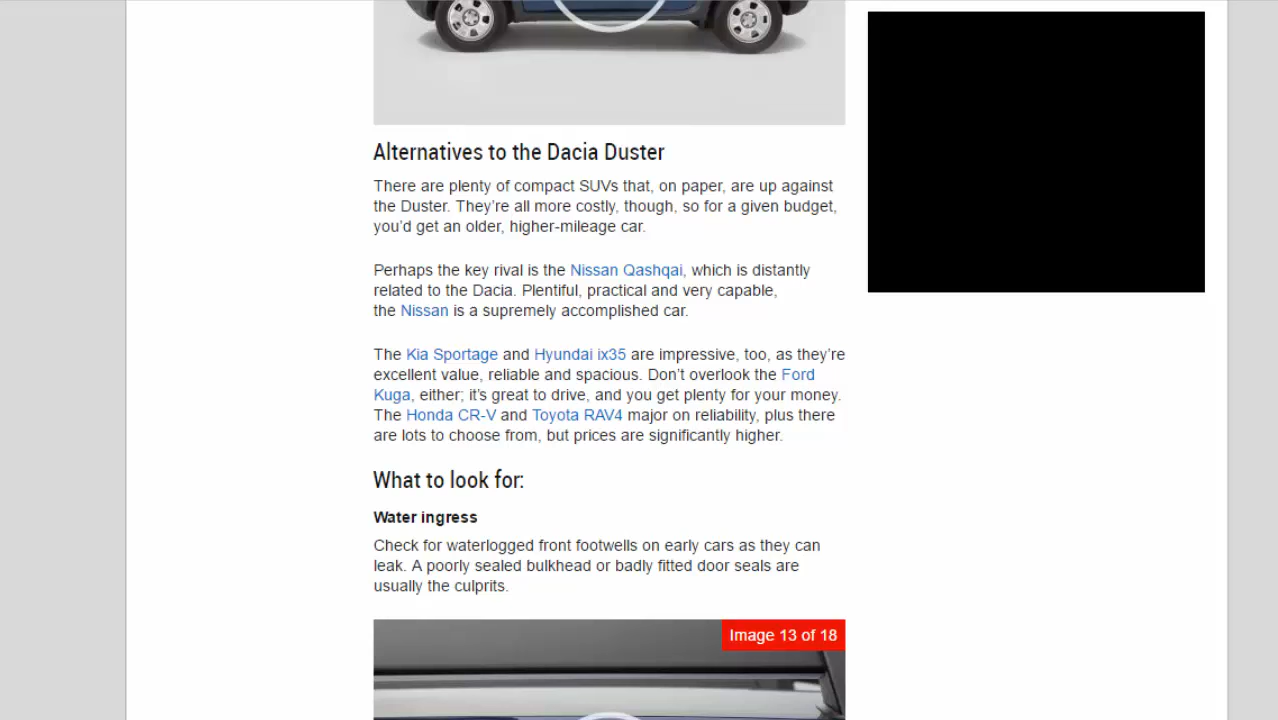 Alternatives to the Dacia Duster
There are plenty of compact SUVs that, on paper, are up against
the Duster. They’re all more costly, though, so for a given budget,
you’d get an older, higher-mileage car.
Perhaps the key rival is the Nissan Qashqai, which is distantly
related to the Dacia. Plentiful, practical and very capable,
the Nissan is a supremely accomplished car.
The Kia Sportage and Hyundai ix35 are impressive, too, as they’re
excellent value, reliable and spacious. Don’t overlook the Ford
Kuga, either; it’s great to drive, and you get plenty for your money.
The Honda CR-V and Toyota RAV4 major on reliability, plus there
are lots to choose from, but prices are significantly higher.
What to look for:
Water ingress
Check for waterlogged front footwells on early cars as they can
leak. A poorly sealed bulkhead or badly fitted door seals are
usually the culprits.
Image 13 of 18